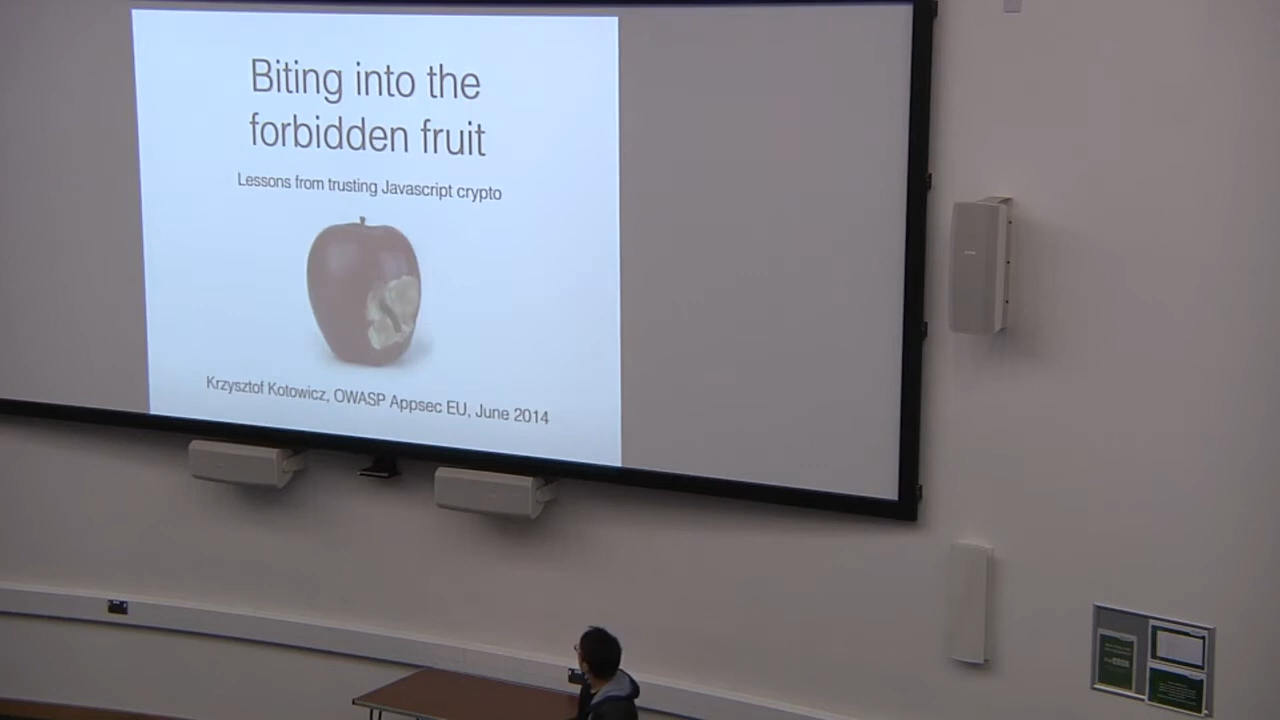 Biting into the
forbidden fruit
Lessons from trusting Javascript crypto
Krzysztof Kotowicz, OWASP Appsec EU, June 2014